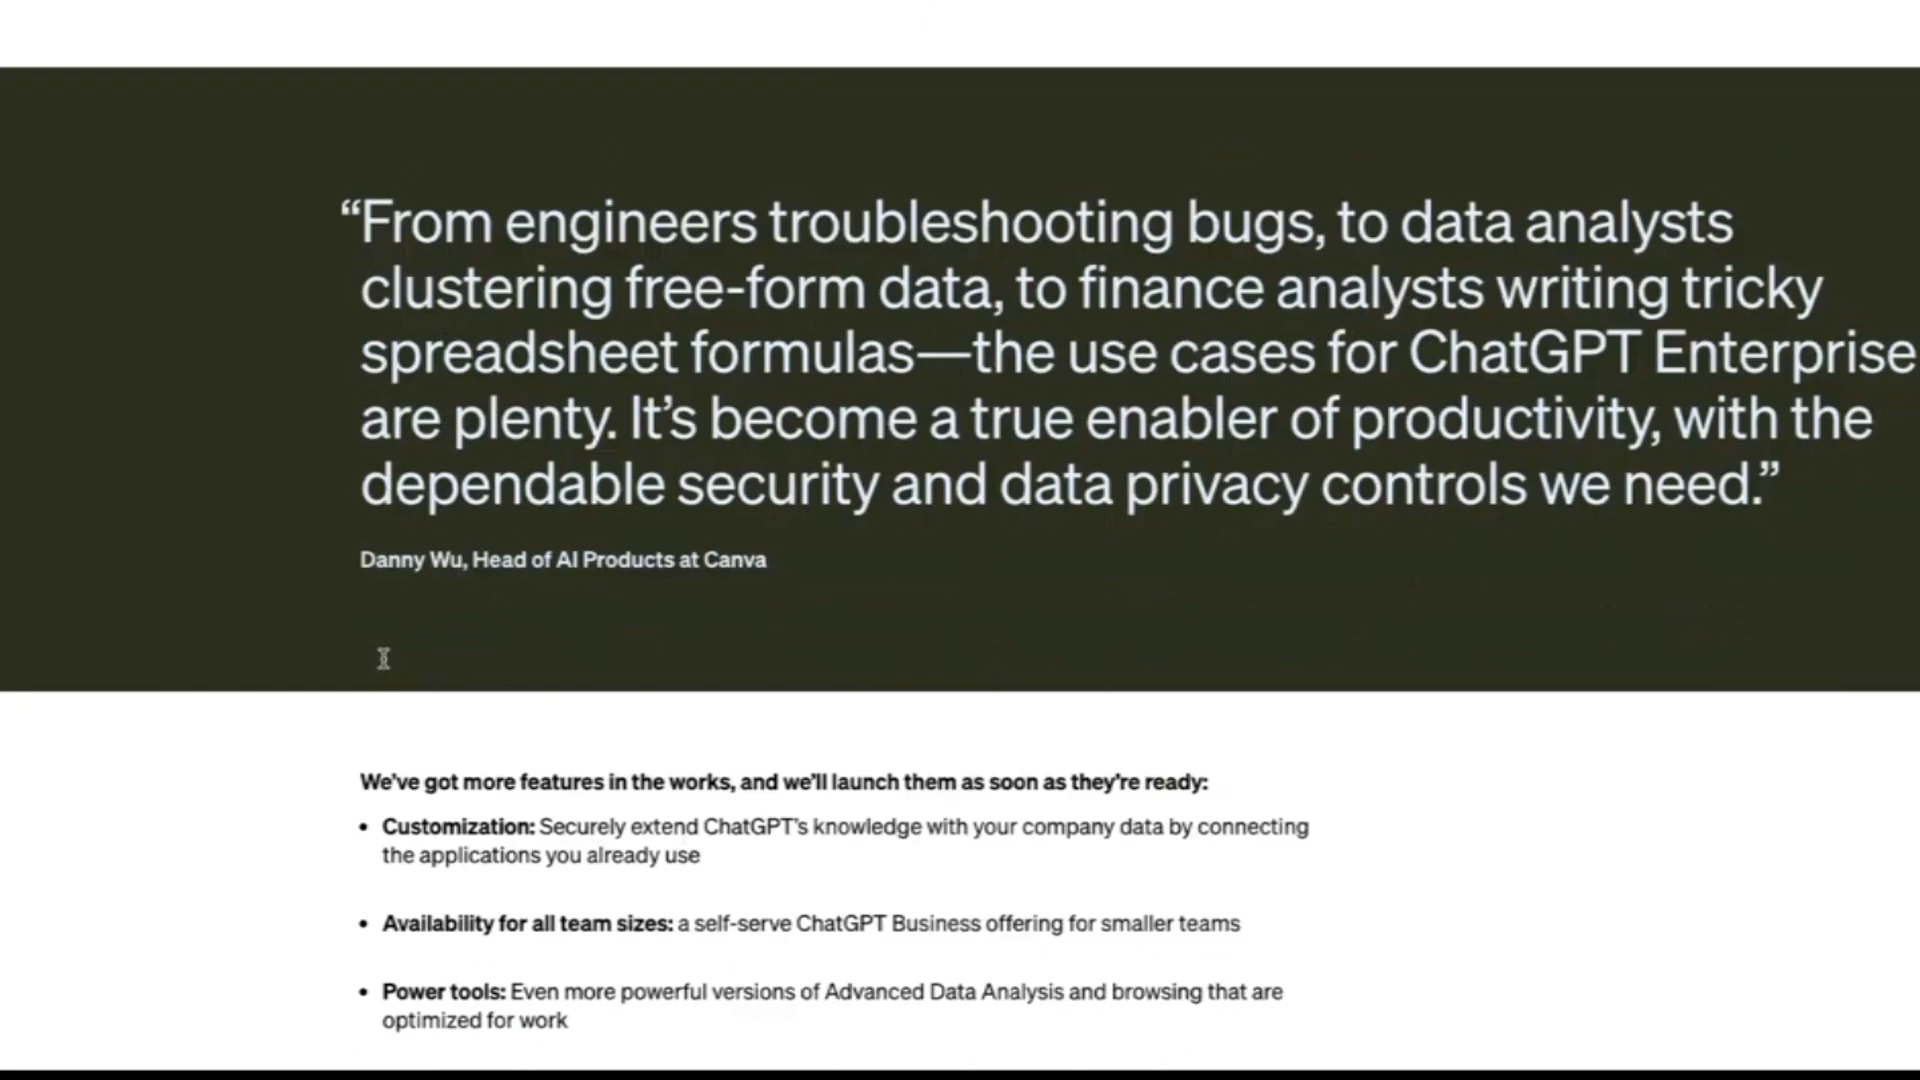 “From engineers troubleshooting bugs, to data analysts
clustering free-form data, to finance analysts writing tricky
spreadsheet formulas—the use cases for ChatGPT Enterprise
are plenty. It’s become a true enabler of productivity, with the
dependable security and data privacy controls we need.”
Danny Wu, Head of AI Products at Canva
We’ve got more features in the works, and we’ll launch them as soon as they’re ready:
• Customization: Securely extend ChatGPT’s knowledge with your company data by connecting
the applications you already use
• Availability for all team sizes: a self-serve ChatGPT Business offering for smaller teams
• Power tools: Even more powerful versions of Advanced Data Analysis and browsing that are
optimized for work